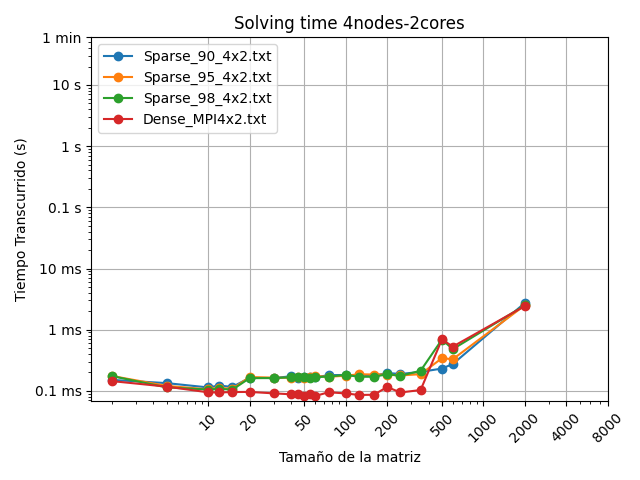 Solving time 4nodes-2cores
1 min
10 s
1 s
0.1 s
10 ms
1 ms
0.1 ms
Tiempo Transcurrido (s)
Sparse_90_4x2.txt
Sparse_95_4x2.txt
Sparse_98_4x2.txt
Dense_MPI4x2.txt
10
20
50
100
200
500
1000
2000
4000
8000
Tamaño de la matriz